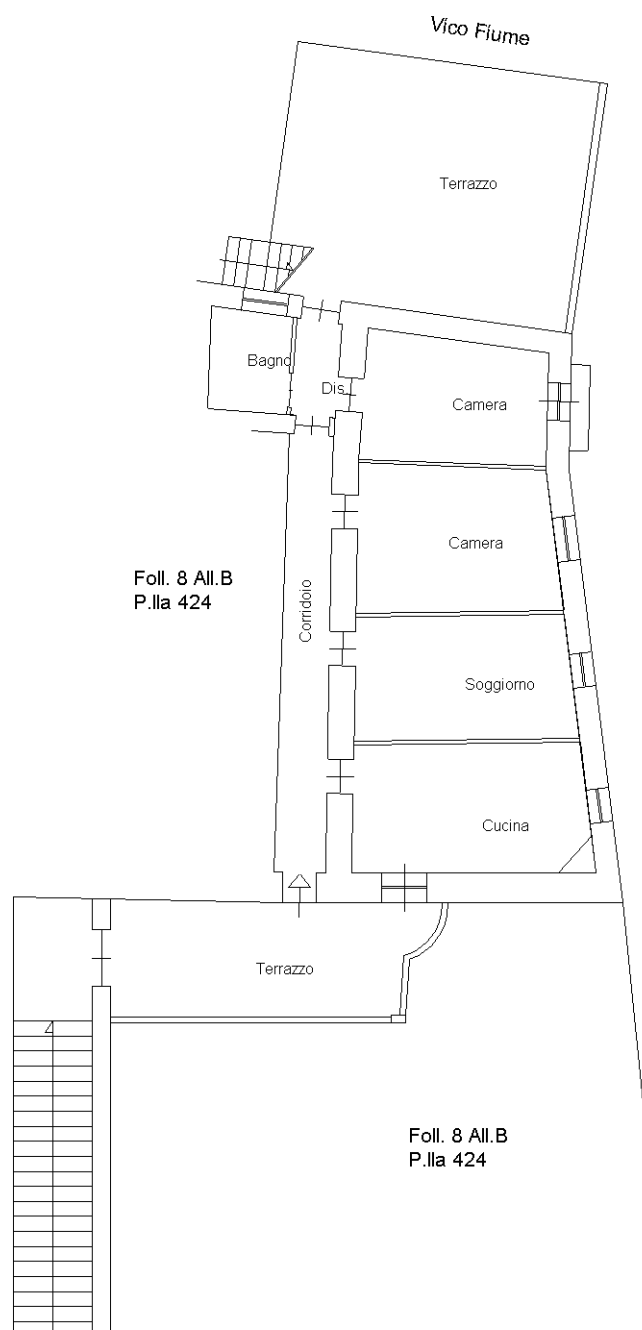 Vico Fiume
Terrazzo
Bagno
Dis
Camera
Camera
Foll. 8 All.B
P.lla 424
Corridoio
Soggiorno
Cucina
Terrazzo
Foll. 8 All.B
P.lla 424